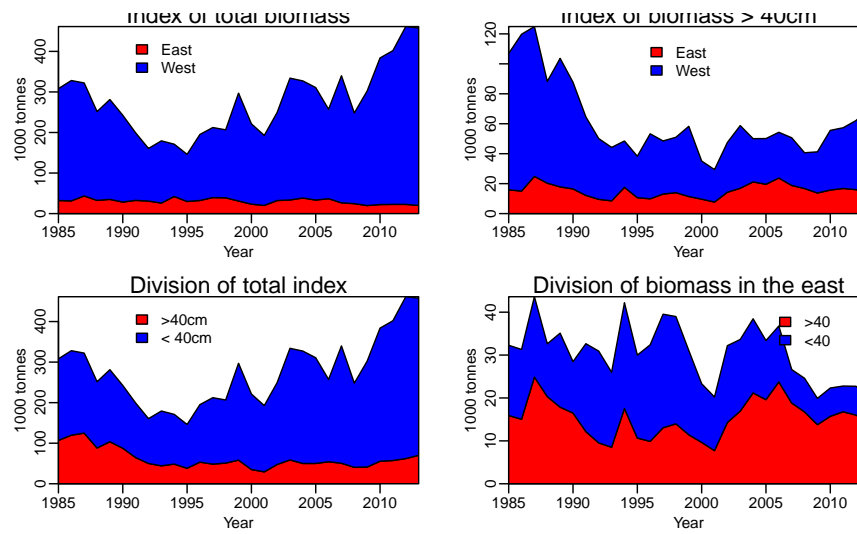 Index of total biomass
East
West
1000 tonnes
0 100 200 300 400
1985 1990 1995 2000 2005 2010
Year
Index of biomass > 40cm
East
West
1000 tonnes
0 20 40 60 80 120
1985 1990 1995 2000 2005 2010
Year
Division of total index
>40cm
< 40cm
1000 tonnes
0 100 200 300 400
1985 1990 1995 2000 2005 2010
Year
Division of biomass in the east
>40
<40
1000 tonnes
0 10 20 30 40
1985 1990 1995 2000 2005 2010
Year